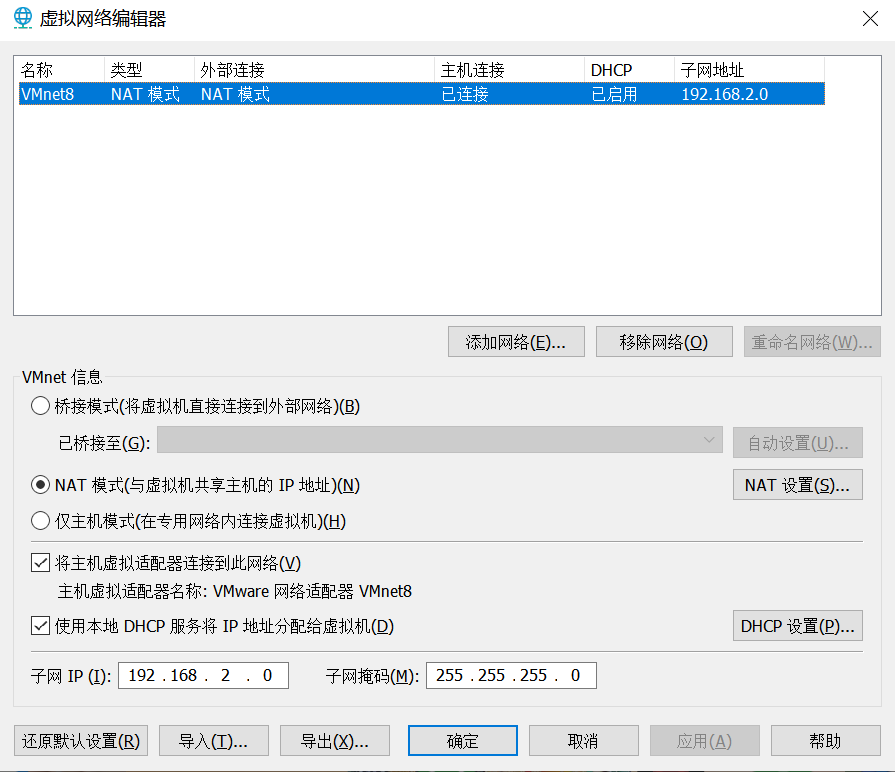 虚拟网络编辑器
名称 类型 外部连接 主机连接 DHCP 子网地址
VMnet8 NAT 模式 NAT 模式 已连接 已启用 192.168.2.0
添加网络(E)... 移除网络(O) 重命名网络(W)...
VMnet 信息
桥接模式(将虚拟机直接连接到外部网络)(B)
已桥接至(G): 自动设置(U)...
NAT 模式(与虚拟机共享主机的 IP 地址)(N) NAT 设置(S)...
仅主机模式(在专用网络内连接虚拟机)(H)
将主机虚拟适配器连接到此网络(V)
主机虚拟适配器名称: VMware 网络适配器 VMnet8
使用本地 DHCP 服务将 IP 地址分配给虚拟机(D) DHCP 设置(P)...
子网 IP (I): 192 . 168 . 2 . 0 子网掩码(M): 255 . 255 . 255 . 0
还原默认设置(R) 导入(T)... 导出(X)... 确定 取消 应用(A) 帮助